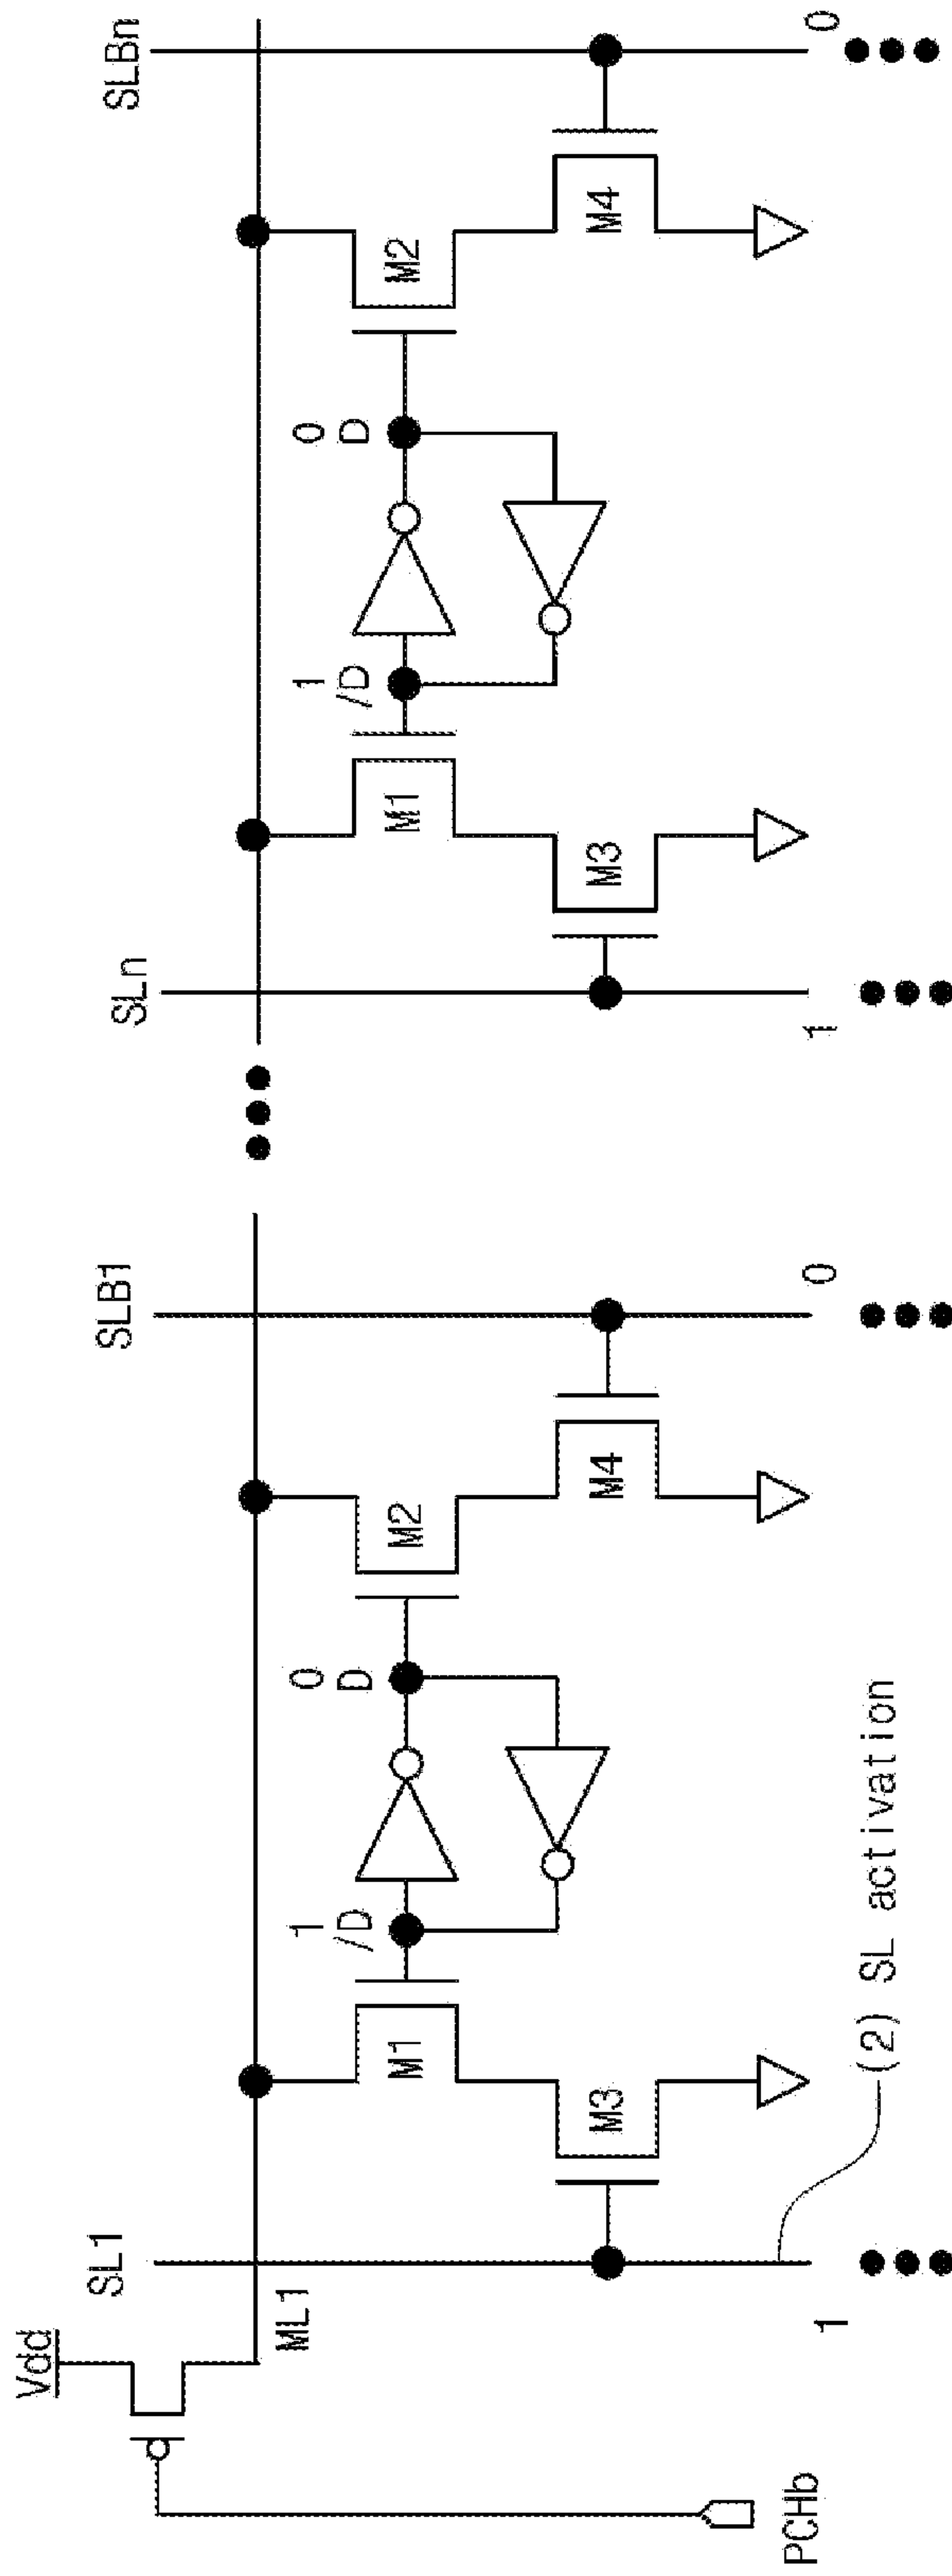 Vdd
PCHb
ML1
SL1
SLB1
SLn
SLBn
1
/D
0
D
M1
M2
M3
M4
1
0
(2) SL activation
1
/D
0
D
M1
M2
M3
M4
1
0